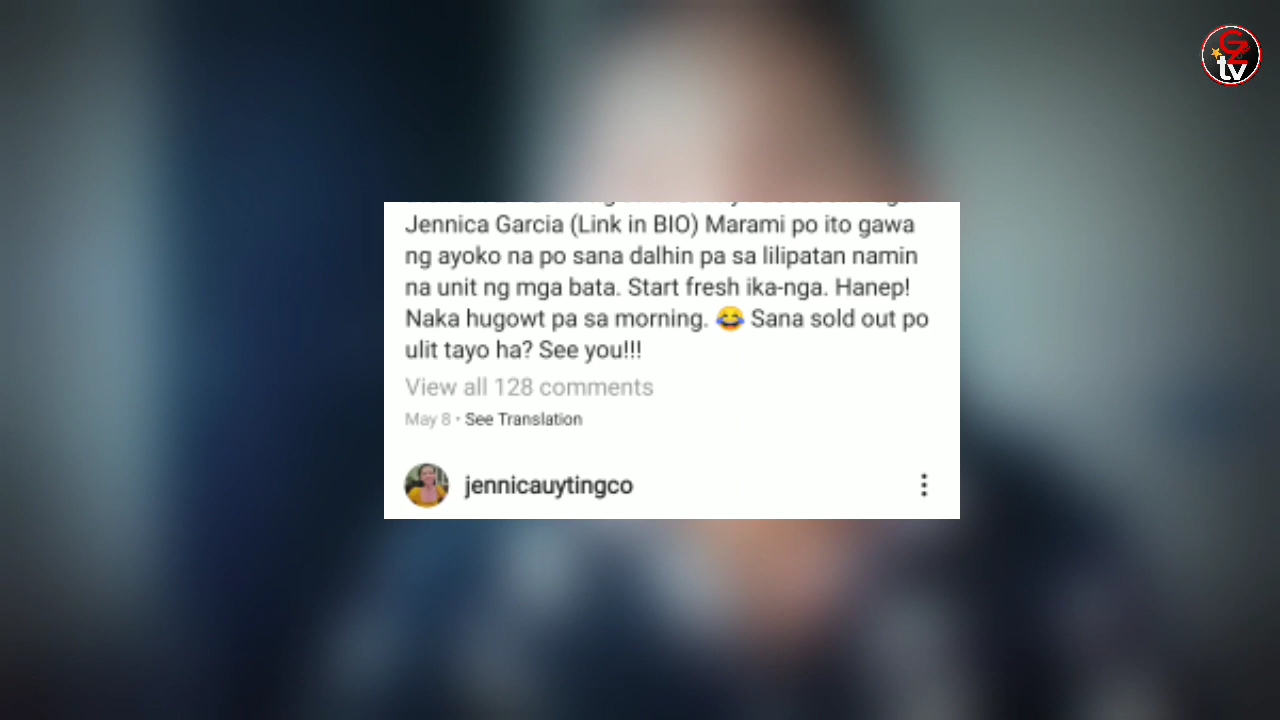 GZ
tv
Jennica Garcia (Link in BIO) Marami po ito gawa
ng ayoko na po sana dalhin pa sa lilipatan namin
na unit ng mga bata. Start fresh ika-nga. Hanep!
Naka hugowt pa sa morning. 😂 Sana sold out po
ulit tayo ha? See you!!!
View all 128 comments
May 8 • See Translation
jennicauytingco